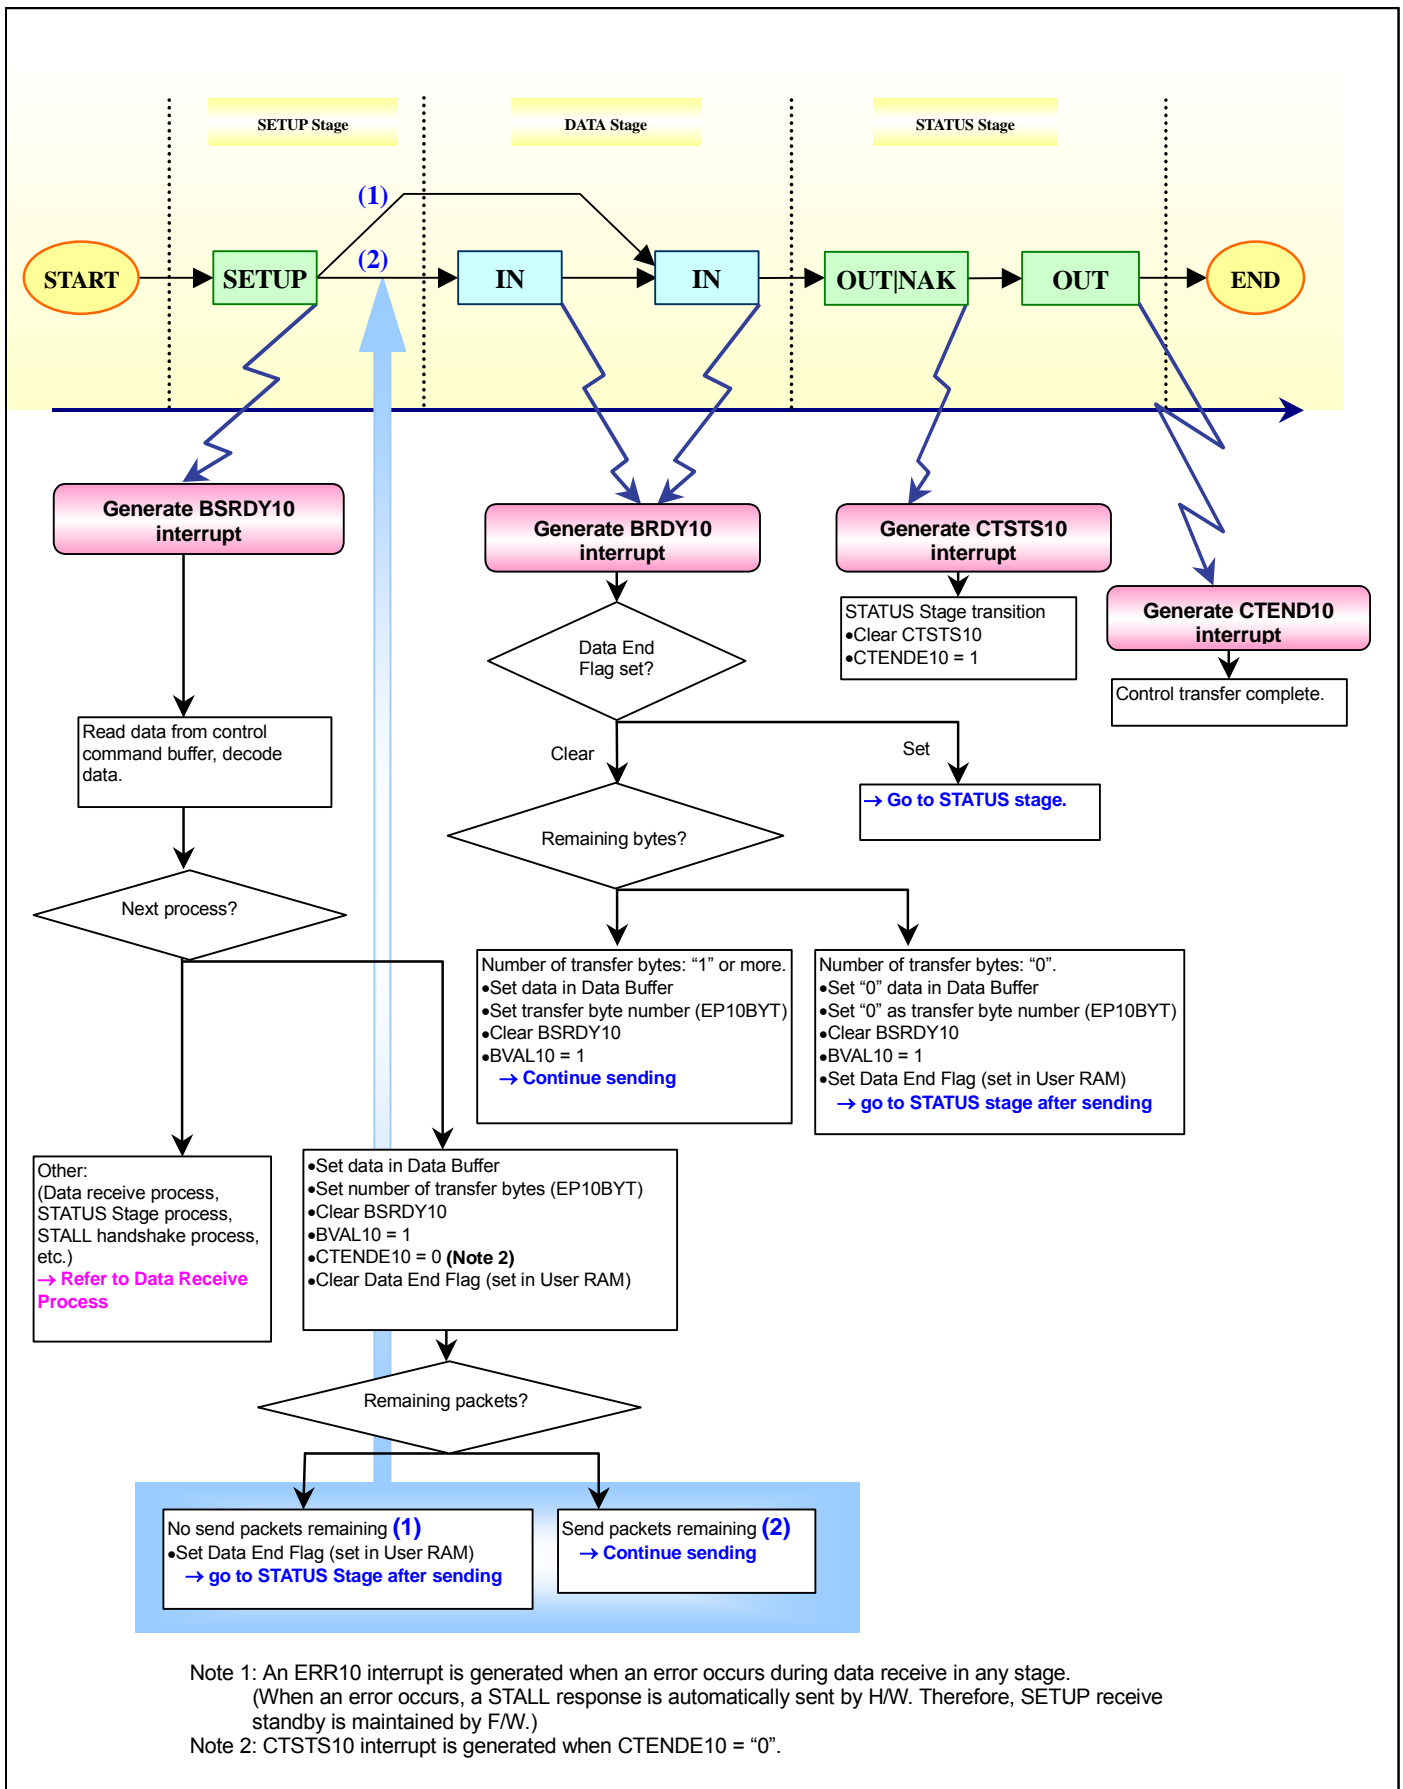 SETUP Stage
DATA Stage
STATUS Stage
(1)
(2)
START
SETUP
IN
IN
OUT|NAK
OUT
END
Generate BSRDY10
interrupt
Generate BRDY10
interrupt
Generate CTSTS10
interrupt
Generate CTEND10
interrupt
STATUS Stage transition
•Clear CTSTS10
•CTENDE10 = 1
Control transfer complete.
Data End
Flag set?
Clear
Set
Read data from control
command buffer, decode
data.
→ Go to STATUS stage.
Remaining bytes?
Next process?
Number of transfer bytes: “1” or more.
•Set data in Data Buffer
•Set transfer byte number (EP10BYT)
•Clear BSRDY10
•BVAL10 = 1
→ Continue sending
Number of transfer bytes: “0”.
•Set “0” data in Data Buffer
•Set “0” as transfer byte number (EP10BYT)
•Clear BSRDY10
•BVAL10 = 1
•Set Data End Flag (set in User RAM)
→ go to STATUS stage after sending
Other:
(Data receive process,
STATUS Stage process,
STALL handshake process,
etc.)
→ Refer to Data Receive
Process
•Set data in Data Buffer
•Set number of transfer bytes (EP10BYT)
•Clear BSRDY10
•BVAL10 = 1
•CTENDE10 = 0 (Note 2)
•Clear Data End Flag (set in User RAM)
Remaining packets?
No send packets remaining (1)
•Set Data End Flag (set in User RAM)
→ go to STATUS Stage after sending
Send packets remaining (2)
→ Continue sending
Note 1: An ERR10 interrupt is generated when an error occurs during data receive in any stage.
(When an error occurs, a STALL response is automatically sent by H/W. Therefore, SETUP receive
standby is maintained by F/W.)
Note 2: CTSTS10 interrupt is generated when CTENDE10 = “0”.